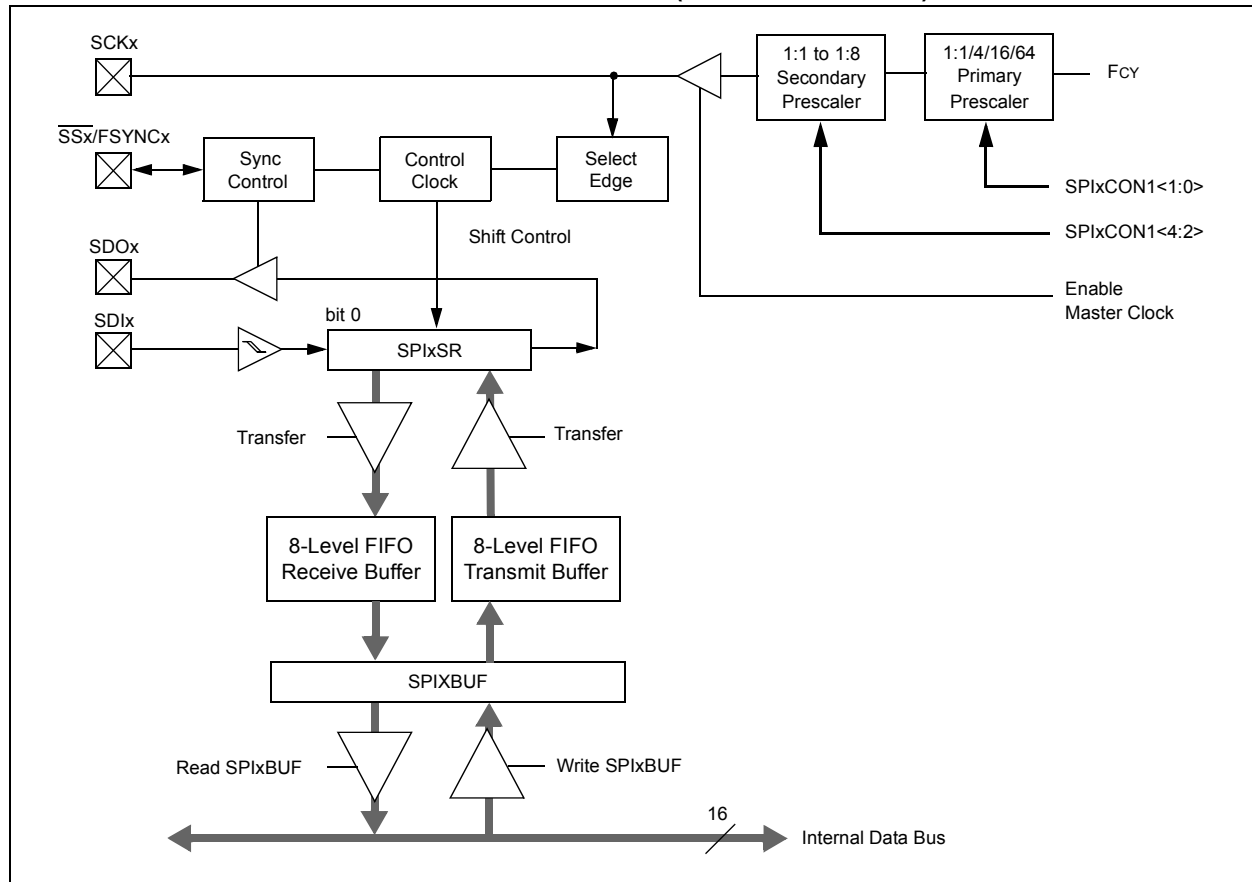 SCKx
1:1 to 1:8
Secondary
Prescaler
1:1/4/16/64
Primary
Prescaler
FCY
SSx/FSYNCx
Sync
Control
Control
Clock
Select
Edge
SPIxCON1<1:0>
SPIxCON1<4:2>
Shift Control
SDOx
Enable
Master Clock
SDIx
bit 0
SPIxSR
Transfer
Transfer
8-Level FIFO
Receive Buffer
8-Level FIFO
Transmit Buffer
SPIXBUF
Read SPIxBUF
Write SPIxBUF
16
Internal Data Bus